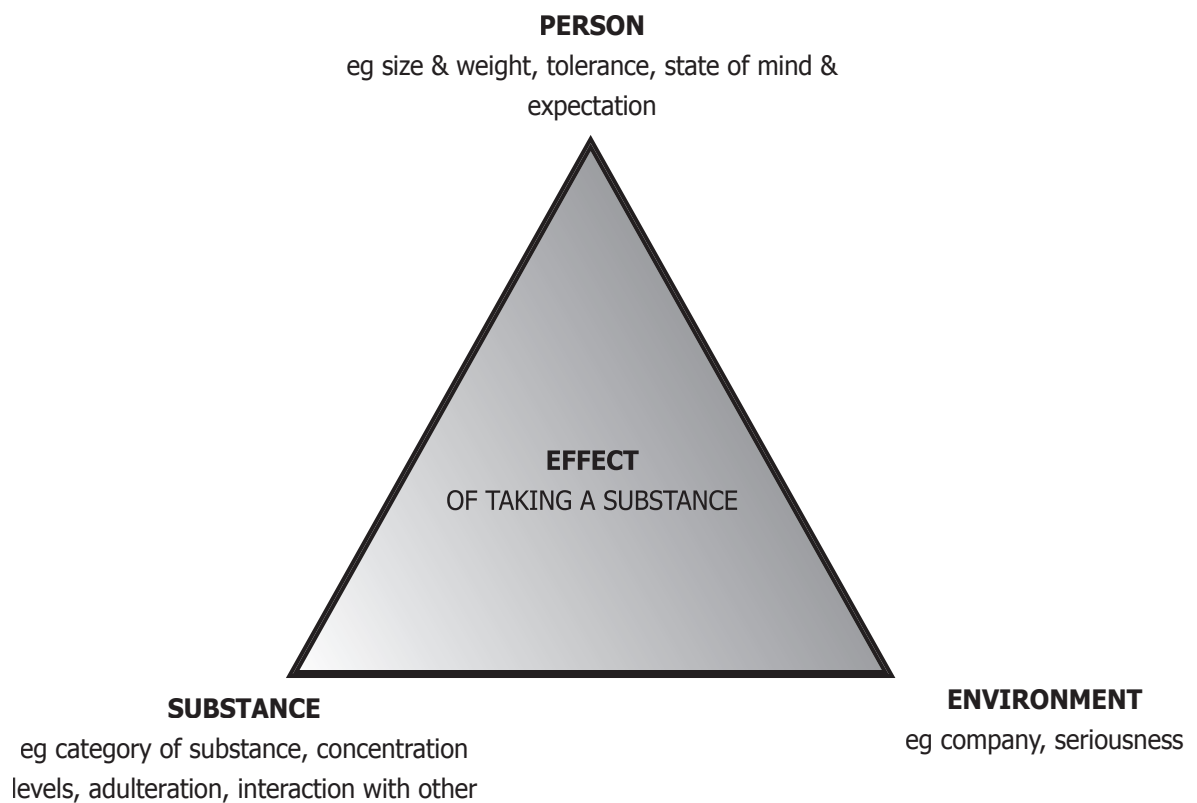 PERSON
eg size & weight, tolerance, state of mind &
expectation
EFFECT
OF TAKING A SUBSTANCE
SUBSTANCE
eg category of substance, concentration
levels, adulteration, interaction with other
ENVIRONMENT
eg company, seriousness